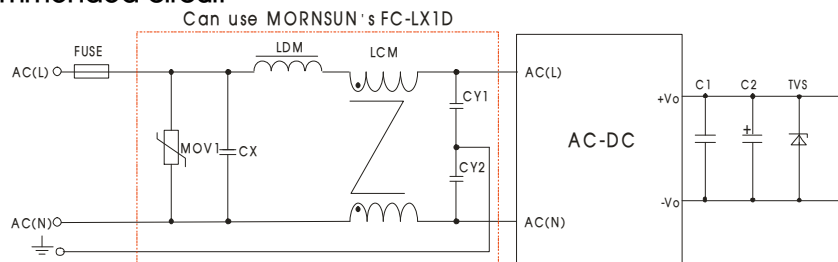 Can use MORNSUN's FC-LX1D
FUSE
LDM
LCM
AC(L)
AC(L)
CY1
+Vo
C1
C2
TVS
+
MOV1
CX
AC-DC
CY2
-Vo
AC(N)
AC(N)